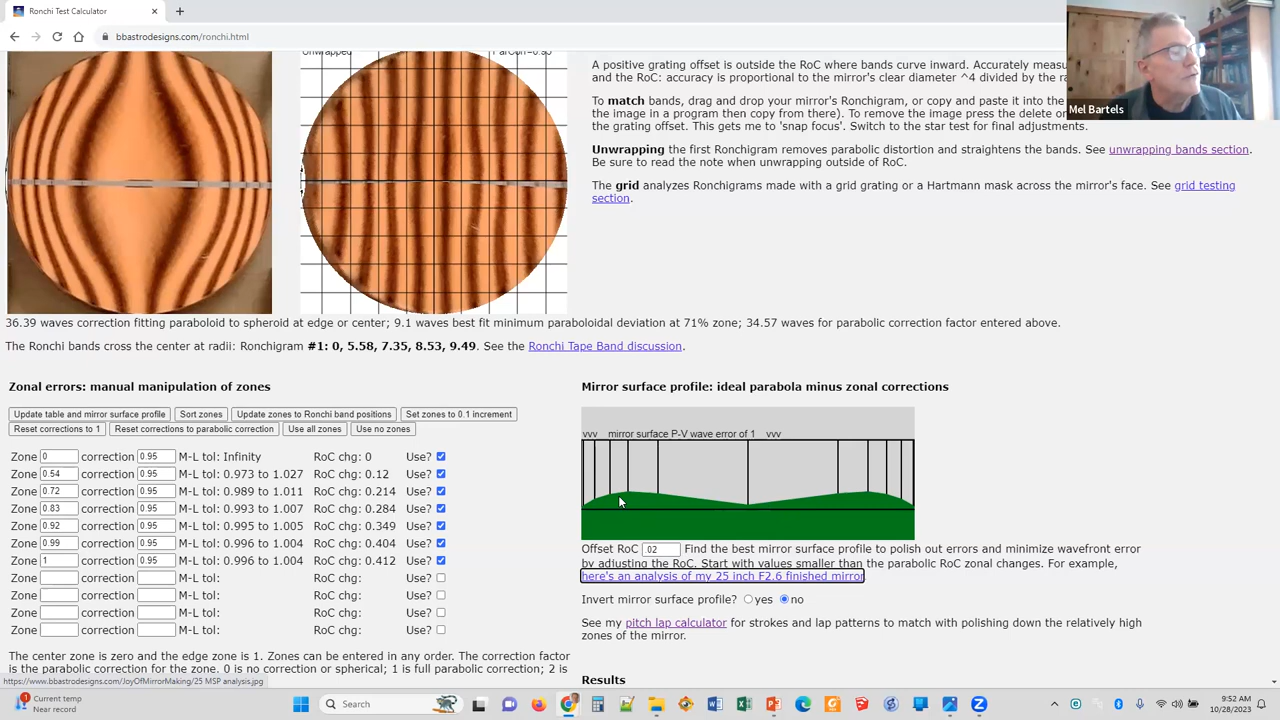 Ronchi Test Calculator
bbastrodesigns.com/ronchi.html
Mel Bartels
A positive grating offset is outside the RoC where bands curve inward. Accurately measu
and the RoC: accuracy is proportional to the mirror's clear diameter ^4 divided by the ra
To match bands, drag and drop your mirror's Ronchigram, or copy and paste it into the
the image in a program then copy from there). To remove the image press the delete or
the grating offset. This gets me to 'snap focus'. Switch to the star test for final adjustments.
Unwrapping the first Ronchigram removes parabolic distortion and straightens the bands. See unwrapping bands section.
Be sure to read the note when unwrapping outside of RoC.
The grid analyzes Ronchigrams made with a grid grating or a Hartmann mask across the mirror's face. See grid testing
section.
36.39 waves correction fitting paraboloid to spheroid at edge or center; 9.1 waves best fit minimum paraboloidal deviation at 71% zone; 34.57 waves for parabolic correction factor entered above.
The Ronchi bands cross the center at radii: Ronchigram #1: 0, 5.58, 7.35, 8.53, 9.49. See the Ronchi Tape Band discussion.
Zonal errors: manual manipulation of zones
Update table and mirror surface profile Sort zones Update zones to Ronchi band positions Set zones to 0.1 increment
Reset corrections to 1 Reset corrections to parabolic correction Use all zones Use no zones
Zone 0 correction 0.95 M-L tol: Infinity RoC chg: 0 Use?
Zone 0.54 correction 0.95 M-L tol: 0.973 to 1.027 RoC chg: 0.12 Use?
Zone 0.72 correction 0.95 M-L tol: 0.989 to 1.011 RoC chg: 0.214 Use?
Zone 0.83 correction 0.95 M-L tol: 0.993 to 1.007 RoC chg: 0.284 Use?
Zone 0.92 correction 0.95 M-L tol: 0.995 to 1.005 RoC chg: 0.349 Use?
Zone 0.99 correction 0.95 M-L tol: 0.996 to 1.004 RoC chg: 0.404 Use?
Zone 1 correction 0.95 M-L tol: 0.996 to 1.004 RoC chg: 0.412 Use?
Zone correction M-L tol: RoC chg: Use?
Zone correction M-L tol: RoC chg: Use?
Zone correction M-L tol: RoC chg: Use?
Zone correction M-L tol: RoC chg: Use?
The center zone is zero and the edge zone is 1. Zones can be entered in any order. The correction factor
is the parabolic correction for the zone. 0 is no correction or spherical; 1 is full parabolic correction; 2 is
Mirror surface profile: ideal parabola minus zonal corrections
vvv mirror surface P-V wave error of 1 vvv
Offset RoC .02 Find the best mirror surface profile to polish out errors and minimize wavefront error
by adjusting the RoC. Start with values smaller than the parabolic RoC zonal changes. For example,
here's an analysis of my 25 inch F2.6 finished mirror
Invert mirror surface profile? yes no
See my pitch lap calculator for strokes and lap patterns to match with polishing down the relatively high
zones of the mirror.
Results
https://www.bbastrodesigns.com/JoyOfMirrorMaking/25 MSP analysis.jpg
1
Current temp
Near record
Search
9:52 AM
10/28/2023